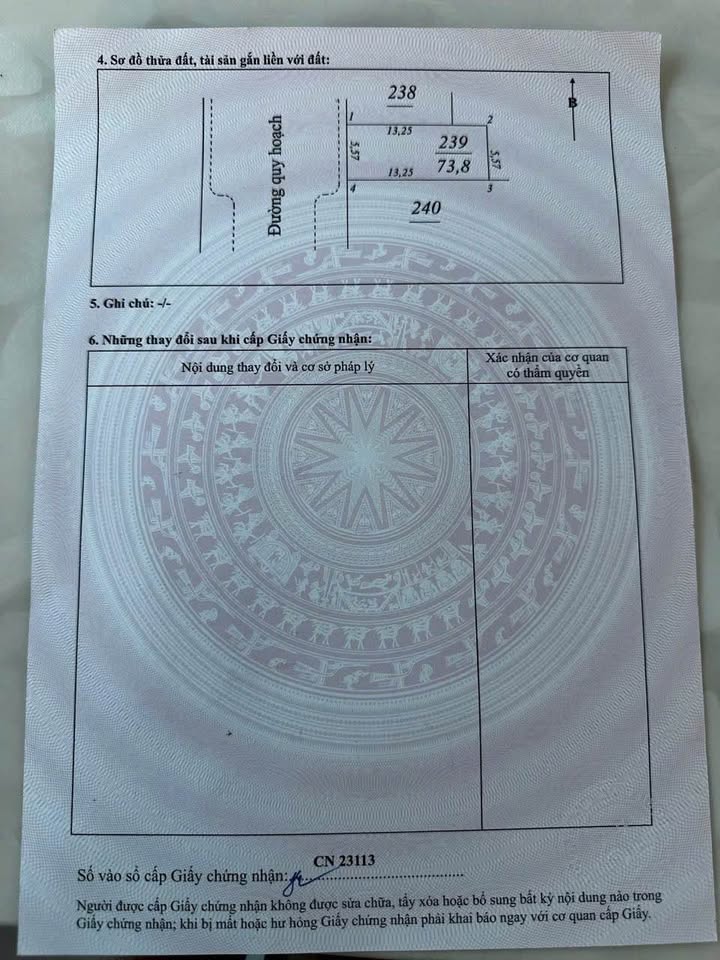 4. Sơ đồ thửa đất, tài sản gắn liền với đất:
238
B
1
2
13,25
Đường quy hoạch
5,57
239
73,8
5,57
13,25
4
3
240
5. Ghi chú: -/-
6. Những thay đổi sau khi cấp Giấy chứng nhận:
Nội dung thay đổi và cơ sở pháp lý
Xác nhận của cơ quan
có thẩm quyền
CN 23113
Số vào sổ cấp Giấy chứng nhận:
Người được cấp Giấy chứng nhận không được sửa chữa, tẩy xóa hoặc bổ sung bất kỳ nội dung nào trong
Giấy chứng nhận; khi bị mất hoặc hư hỏng Giấy chứng nhận phải khai báo ngay với cơ quan cấp Giấy.